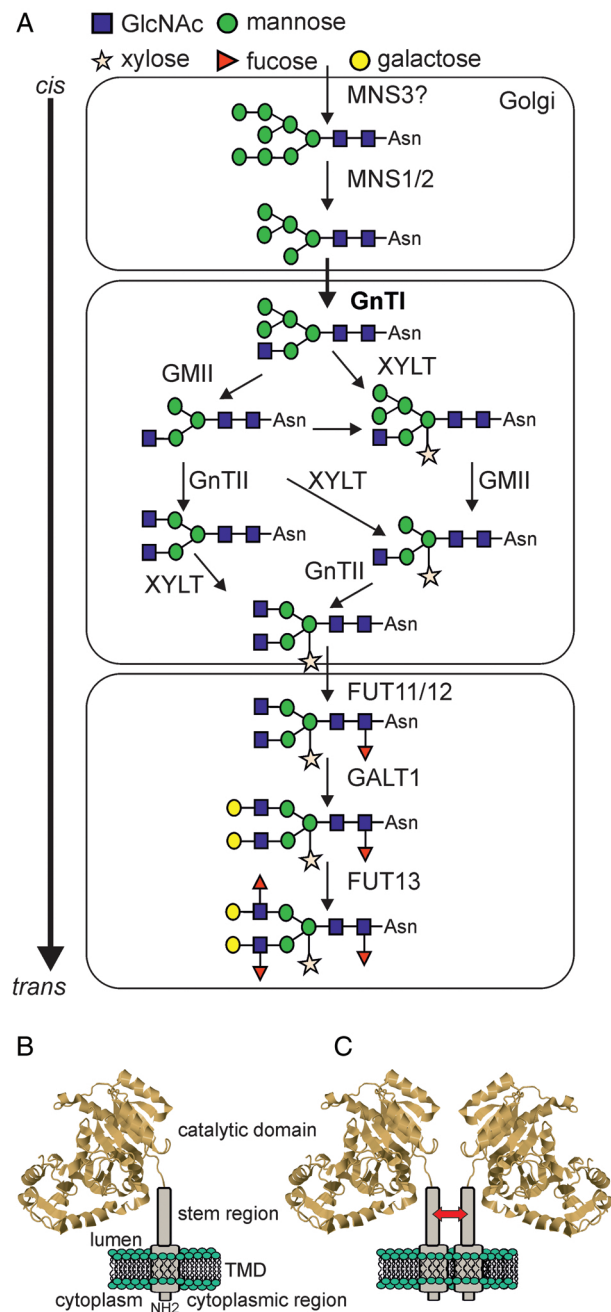 A
GlcNAc mannose
xylose fucose galactose
cis
Golgi
MNS3?
Asn
MNS1/2
Asn
GnTI
Asn
GMII XYLT
Asn Asn
GnTII XYLT GMII
Asn Asn
XYLT GnTII
Asn
FUT11/12
Asn
GALT1
Asn
FUT13
Asn
trans
B C
catalytic domain
stem region
lumen
TMD
cytoplasm NH2 cytoplasmic region